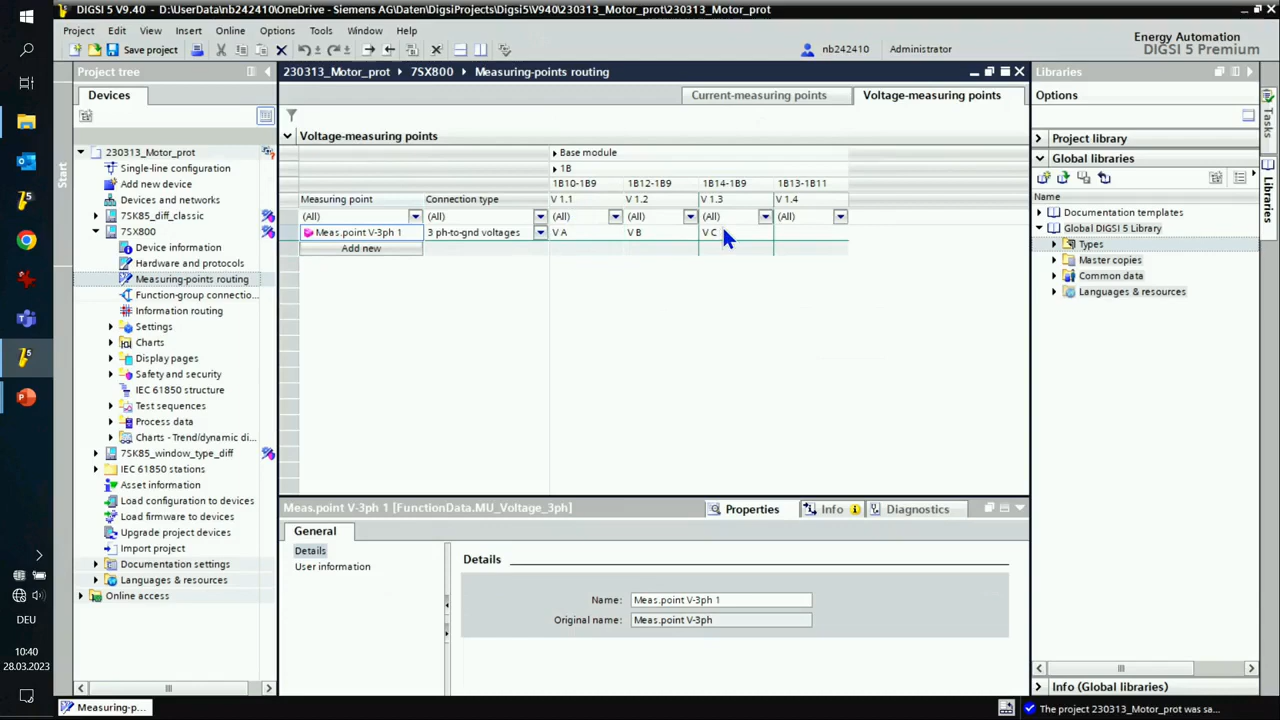 DIGSI 5 V9.40 - D:\UserData\nb242410\OneDrive - Siemens AG\Daten\DigsiProjects\Digsi5\V940\230313_Motor_prot\230313_Motor_prot
Project Edit View Insert Online Options Tools Window Help
Energy Automation
DIGSI 5 Premium
Save project
nb242410 Administrator
Project tree
230313_Motor_prot 7SX800 Measuring-points routing
Libraries
Devices
Current-measuring points Voltage-measuring points
Options
Start
Tasks
Libraries
Voltage-measuring points
Base module
1B
1B10-1B9 1B12-1B9 1B14-1B9 1B13-1B11
Measuring point Connection type V 1.1 V 1.2 V 1.3 V 1.4
(All) (All) (All) (All) (All) (All)
Meas.point V-3ph 1 3 ph-to-gnd voltages V A V B V C
Add new
230313_Motor_prot
Single-line configuration
Add new device
Devices and networks
7SK85_diff_classic
7SX800
Device information
Hardware and protocols
Measuring-points routing
Function-group connectio...
Information routing
Settings
Charts
Display pages
Safety and security
IEC 61850 structure
Test sequences
Process data
Charts - Trend/dynamic di...
7SK85_window_type_diff
IEC 61850 stations
Asset information
Load configuration to devices
Load firmware to devices
Upgrade project devices
Import project
Documentation settings
Languages & resources
Online access
Project library
Global libraries
Name
Documentation templates
Global DIGSI 5 Library
Types
Master copies
Common data
Languages & resources
Info (Global libraries)
Meas.point V-3ph 1 [FunctionData.MU_Voltage_3ph]
Properties Info Diagnostics
General
Details
User information
Details
Name: Meas.point V-3ph 1
Original name: Meas.point V-3ph
DEU
10:40
28.03.2023
Measuring-p...
The project 230313_Motor_prot was sa...